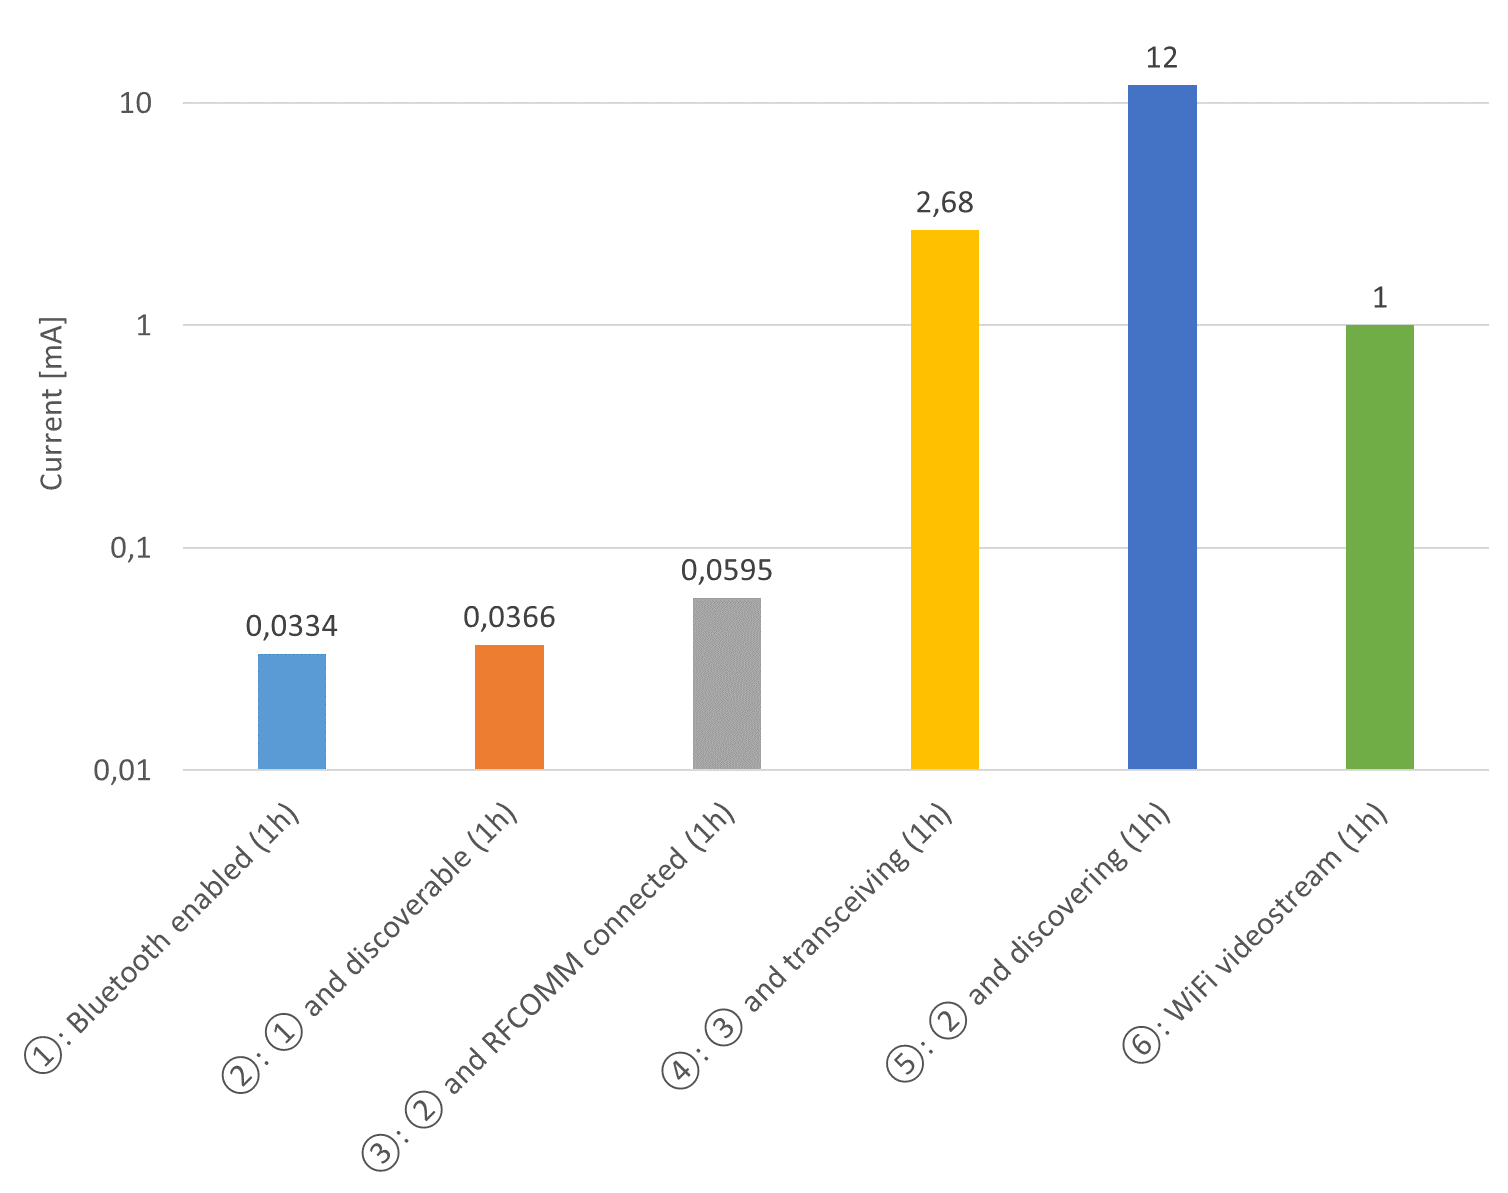 12
10
2,68
1
1
0,1
0,0595
0,0366
0,0334
0,01
Current [mA]
①: Bluetooth enabled (1h)
②: ① and discoverable (1h)
③: ② and RFCOMM connected (1h)
④: ③ and transceiving (1h)
⑤: ② and discovering (1h)
⑥: WiFi videostream (1h)